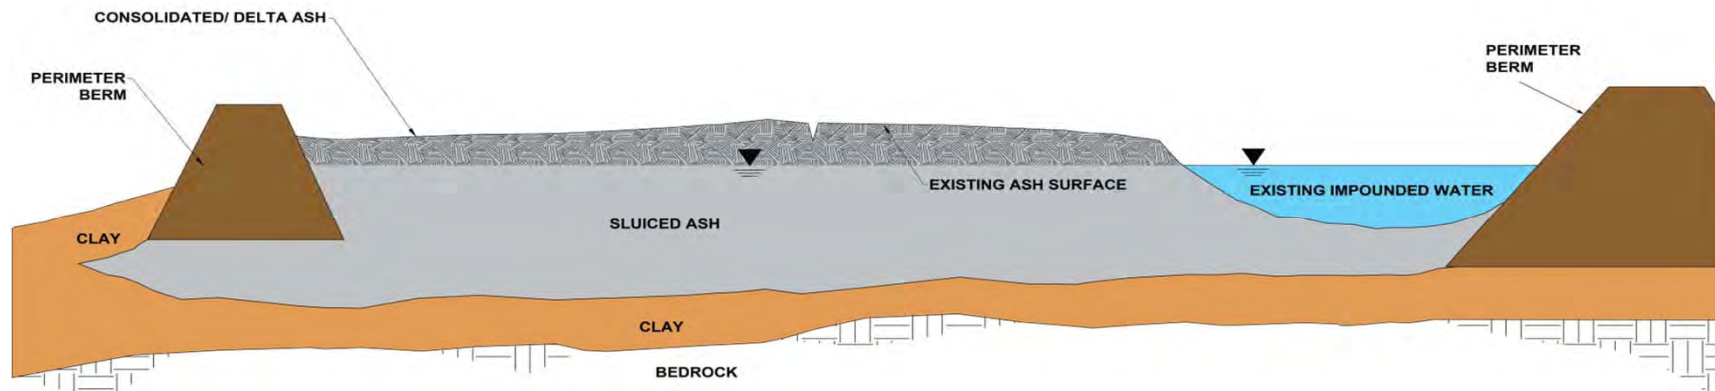 CONSOLIDATED/ DELTA ASH
PERIMETER
BERM
PERIMETER
BERM
EXISTING ASH SURFACE
EXISTING IMPOUNDED WATER
SLUICED ASH
CLAY
CLAY
BEDROCK